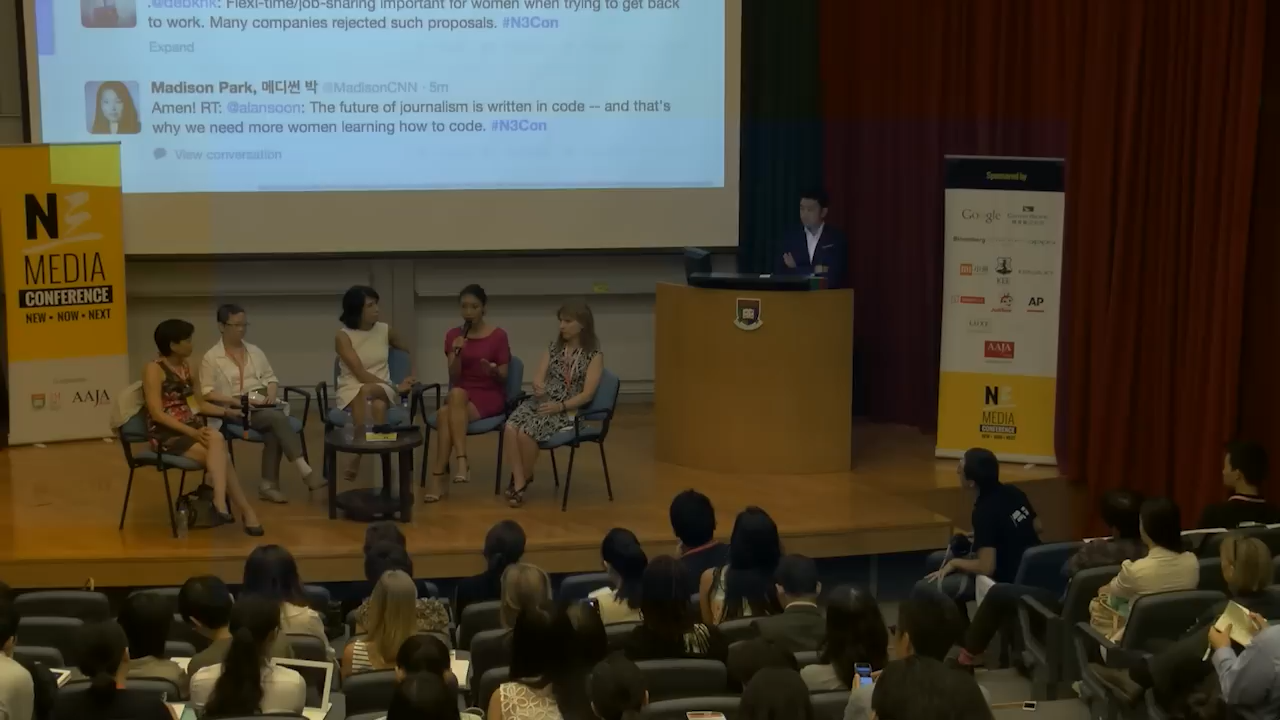 .@debknk: Flexi-time/job-sharing important for women when trying to get back
to work. Many companies rejected such proposals. #N3Con
Expand
Madison Park, 메디썬 박 @MadisonCNN · 5m
Amen! RT: @alansoon: The future of journalism is written in code -- and that's
why we need more women learning how to code. #N3Con
View conversation
N3
MEDIA
CONFERENCE
NEW • NOW • NEXT
AAJA
Sponsored by
Google
Bloomberg
AP
AAJA
N3
MEDIA
CONFERENCE
NEW • NOW • NEXT